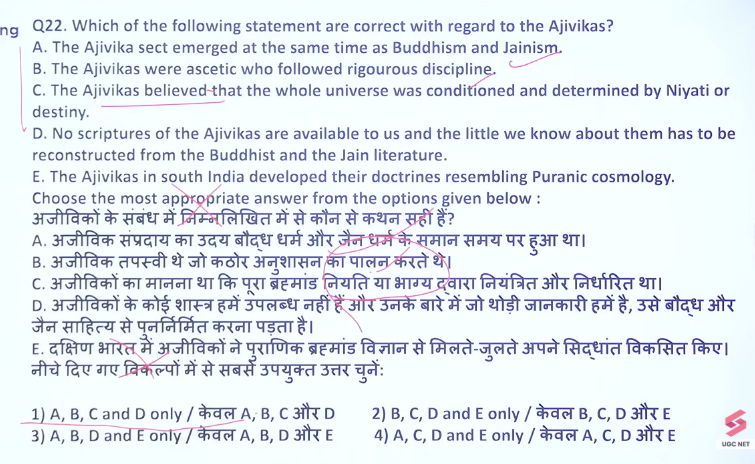 ng
Q22. Which of the following statement are correct with regard to the Ajivikas?
A. The Ajivika sect emerged at the same time as Buddhism and Jainism.
B. The Ajivikas were ascetic who followed rigourous discipline.
C. The Ajivikas believed that the whole universe was conditioned and determined by Niyati or
destiny.
D. No scriptures of the Ajivikas are available to us and the little we know about them has to be
reconstructed from the Buddhist and the Jain literature.
E. The Ajivikas in south India developed their doctrines resembling Puranic cosmology.
Choose the most appropriate answer from the options given below :
अजीविकों के संबंध में निम्नलिखित में से कौन से कथन सही हैं?
A. अजीविक संप्रदाय का उदय बौद्ध धर्म और जैन धर्म के समान समय पर हुआ था।
B. अजीविक तपस्वी थे जो कठोर अनुशासन का पालन करते थे।
C. अजीविकों का मानना था कि पूरा ब्रह्मांड नियति या भाग्य द्वारा नियंत्रित और निर्धारित था।
D. अजीविकों के कोई शास्त्र हमें उपलब्ध नहीं हैं और उनके बारे में जो थोड़ी जानकारी हमें है, उसे बौद्ध और
जैन साहित्य से पुनर्निर्मित करना पड़ता है।
E. दक्षिण भारत में अजीविकों ने पुराणिक ब्रह्मांड विज्ञान से मिलते-जुलते अपने सिद्धांत विकसित किए।
नीचे दिए गए विकल्पों में से सबसे उपयुक्त उत्तर चुनें:
1) A, B, C and D only / केवल A, B, C और D
2) B, C, D and E only / केवल B, C, D और E
3) A, B, D and E only / केवल A, B, D और E
4) A, C, D and E only / केवल A, C, D और E
UGC NET